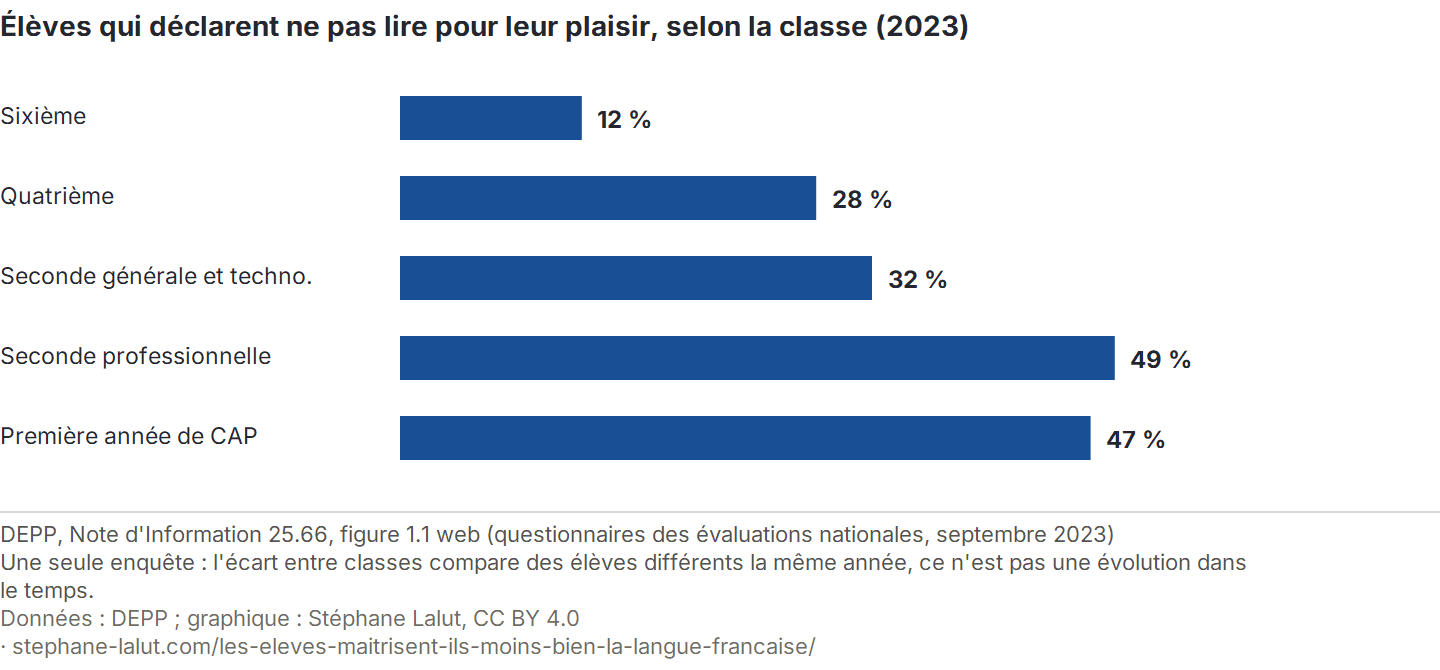 Élèves qui déclarent ne pas lire pour leur plaisir, selon la classe (2023)
Sixième
12 %
Quatrième
28 %
Seconde générale et techno.
32 %
Seconde professionnelle
49 %
Première année de CAP
47 %
DEPP, Note d'Information 25.66, figure 1.1 web (questionnaires des évaluations nationales, septembre 2023)
Une seule enquête : l'écart entre classes compare des élèves différents la même année, ce n'est pas une évolution dans
le temps.
Données : DEPP ; graphique : Stéphane Lalut, CC BY 4.0
· stephane-lalut.com/les-eleves-maitrisent-ils-moins-bien-la-langue-francaise/